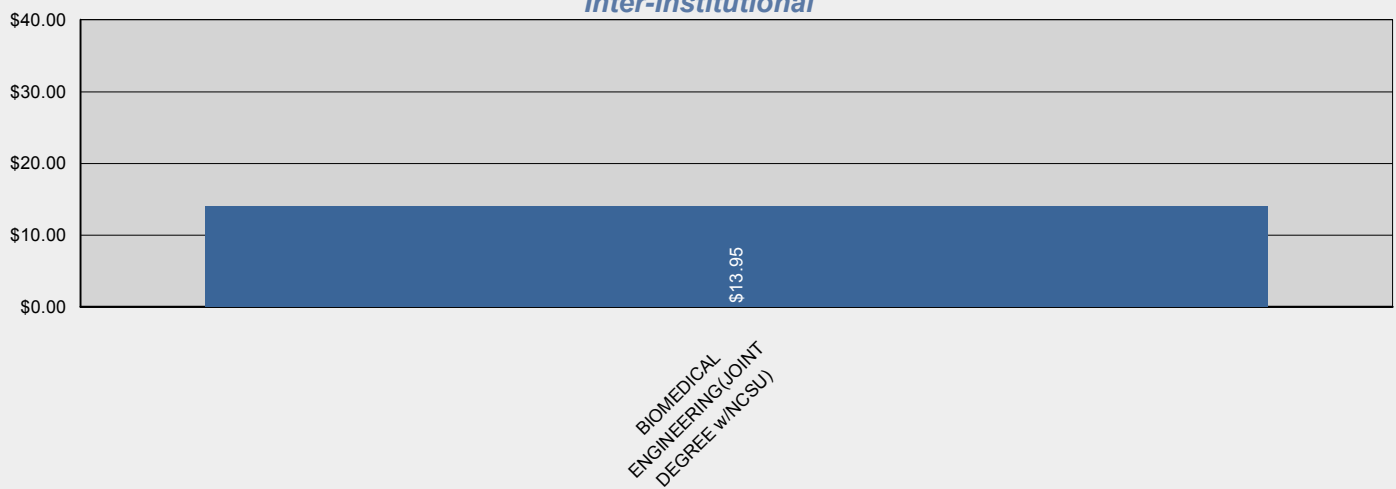 Inter-Institutional
$40.00
$30.00
$20.00
$10.00
$0.00
$13.95
BIOMEDICAL
ENGINEERING(JOINT
DEGREE w/NCSU)